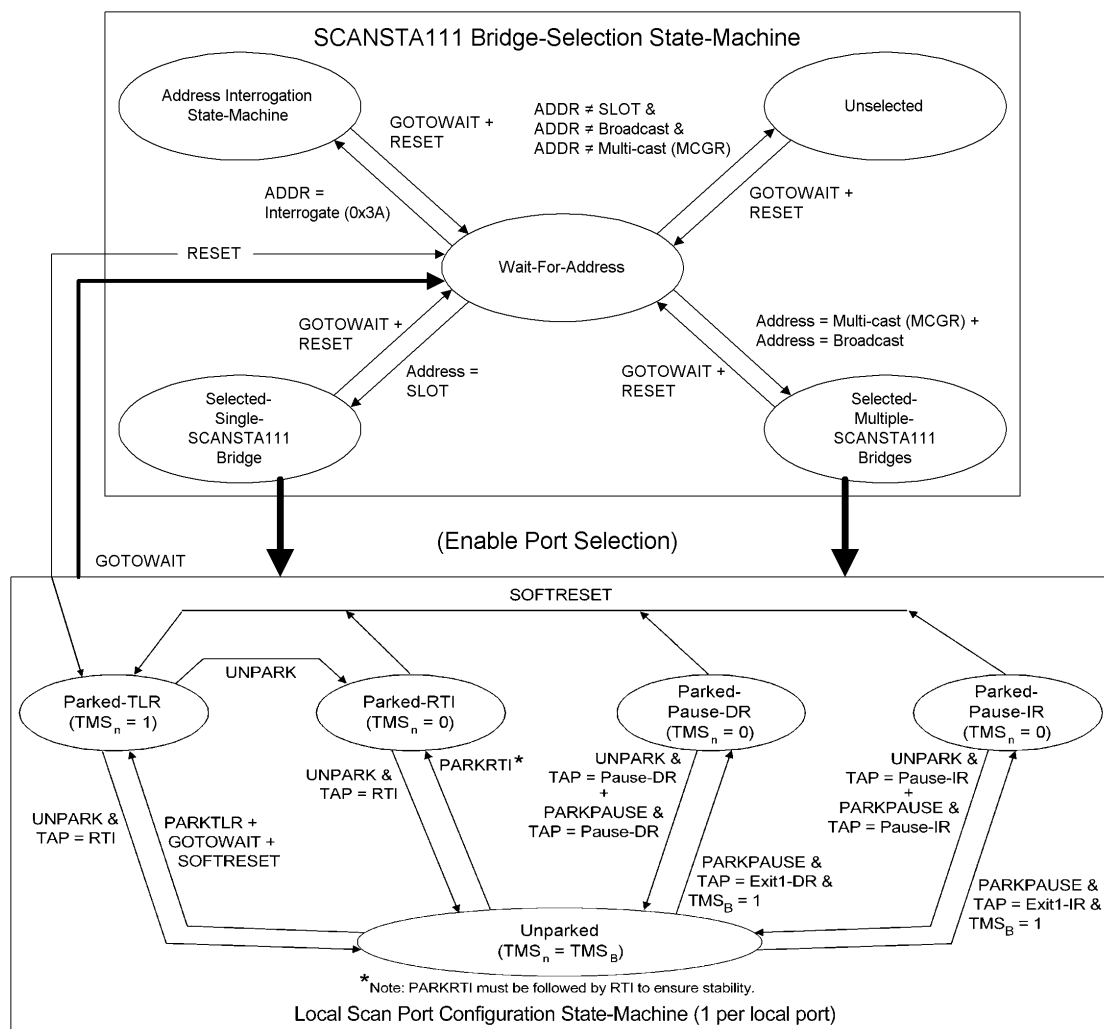 SCANSTA111 Bridge-Selection State-Machine
Address Interrogation
State-Machine
GOTOWAIT +
RESET
ADDR ≠ SLOT &
ADDR ≠ Broadcast &
ADDR ≠ Multi-cast (MCGR)
Unselected
ADDR =
Interrogate (0x3A)
GOTOWAIT +
RESET
RESET
Wait-For-Address
GOTOWAIT +
RESET
Address =
SLOT
GOTOWAIT +
RESET
Address = Multi-cast (MCGR) +
Address = Broadcast
Selected-
Single-
SCANSTA111
Bridge
Selected-
Multiple-
SCANSTA111
Bridges
(Enable Port Selection)
GOTOWAIT
SOFTRESET
UNPARK
Parked-TLR
(TMSn = 1)
Parked-RTI
(TMSn = 0)
Parked-
Pause-DR
(TMSn = 0)
Parked-
Pause-IR
(TMSn = 0)
UNPARK &
TAP = RTI
PARKTLR +
GOTOWAIT +
SOFTRESET
UNPARK &
TAP = RTI
PARKRTI*
UNPARK &
TAP = Pause-DR
+
PARKPAUSE &
TAP = Pause-DR
PARKPAUSE &
TAP = Exit1-DR &
TMSB = 1
UNPARK &
TAP = Pause-IR
+
PARKPAUSE &
TAP = Pause-IR
PARKPAUSE &
TAP = Exit1-IR &
TMSB = 1
Unparked
(TMSn = TMSB)
*Note: PARKRTI must be followed by RTI to ensure stability.
Local Scan Port Configuration State-Machine (1 per local port)